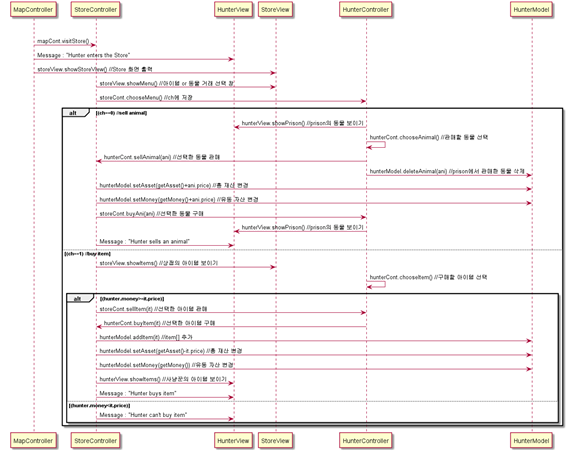 MapController StoreController HunterView StoreView HunterController HunterModel
mapCont.visitStore()
Message : "Hunter enters the Store"
storeView.showStoreView() //Store 화면 출력
storeView.showMenu() //아이템 or 동물 거래 선택 창
storeCont.chooseMenu() //ch에 저장
alt [(ch==0) //sell animal]
hunterView.showPrison() //prison의 동물 보이기
hunterCont.chooseAnimal() //판매할 동물 선택
hunterCont.sellAnimal(ani) //선택한 동물 판매
hunterModel.deleteAnimal(ani) //prison에서 판매한 동물 삭제
hunterModel.setAsset(getAsset()+ani.price) //총 재산 변경
hunterModel.setMoney(getMoney()+ani.price) //유동 자산 변경
storeCont.buyAni(ani) //선택한 동물 구매
hunterView.showPrison() //prison의 동물 보이기
Message : "Hunter sells an animal"
[(ch==1) //buy item]
storeView.showItems() //상점의 아이템 보이기
hunterCont.chooseItem() //구매할 아이템 선택
alt [(hunter.money>=it.price)]
storeCont.sellItem(it) //선택한 아이템 판매
hunterCont.buyItem(it) //선택한 아이템 구매
hunterModel.addItem(it) //item[] 추가
hunterModel.setAsset(getAsset()-it.price) //총 재산 변경
hunterModel.setMoney(getMoney()) //유동 자산 변경
hunterView.showItems() //사냥꾼의 아이템 보이기
Message : "Hunter buys item"
[(hunter.money<it.price)]
Message : "Hunter can't buy item"
MapController StoreController HunterView StoreView HunterController HunterModel